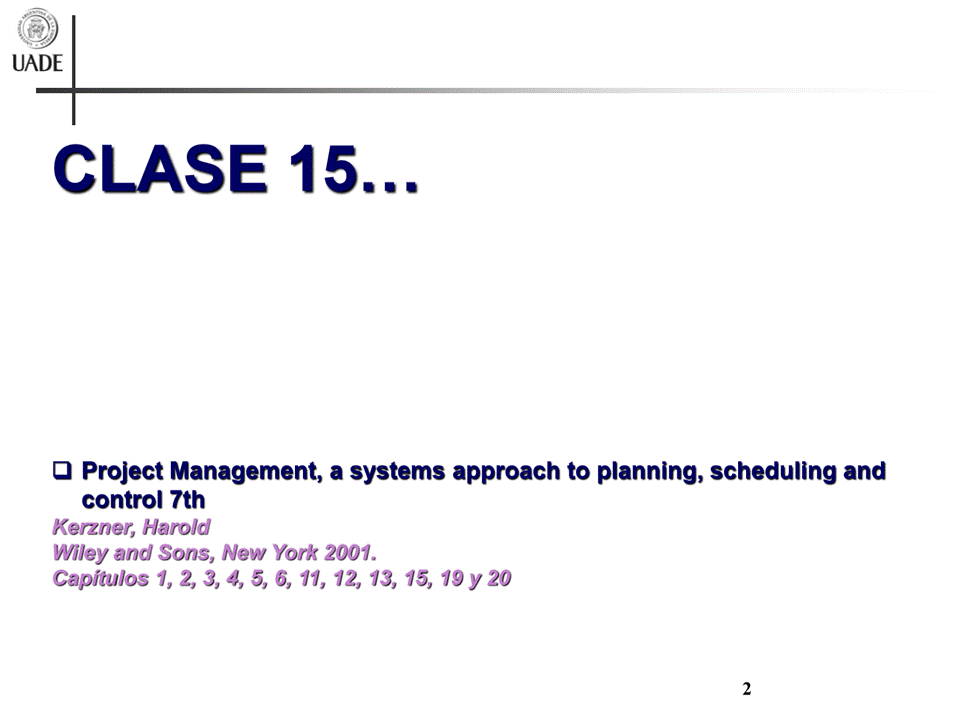 UADE
CLASE 15…
❑ Project Management, a systems approach to planning, scheduling and
control 7th
Kerzner, Harold
Wiley and Sons, New York 2001.
Capítulos 1, 2, 3, 4, 5, 6, 11, 12, 13, 15, 19 y 20
2